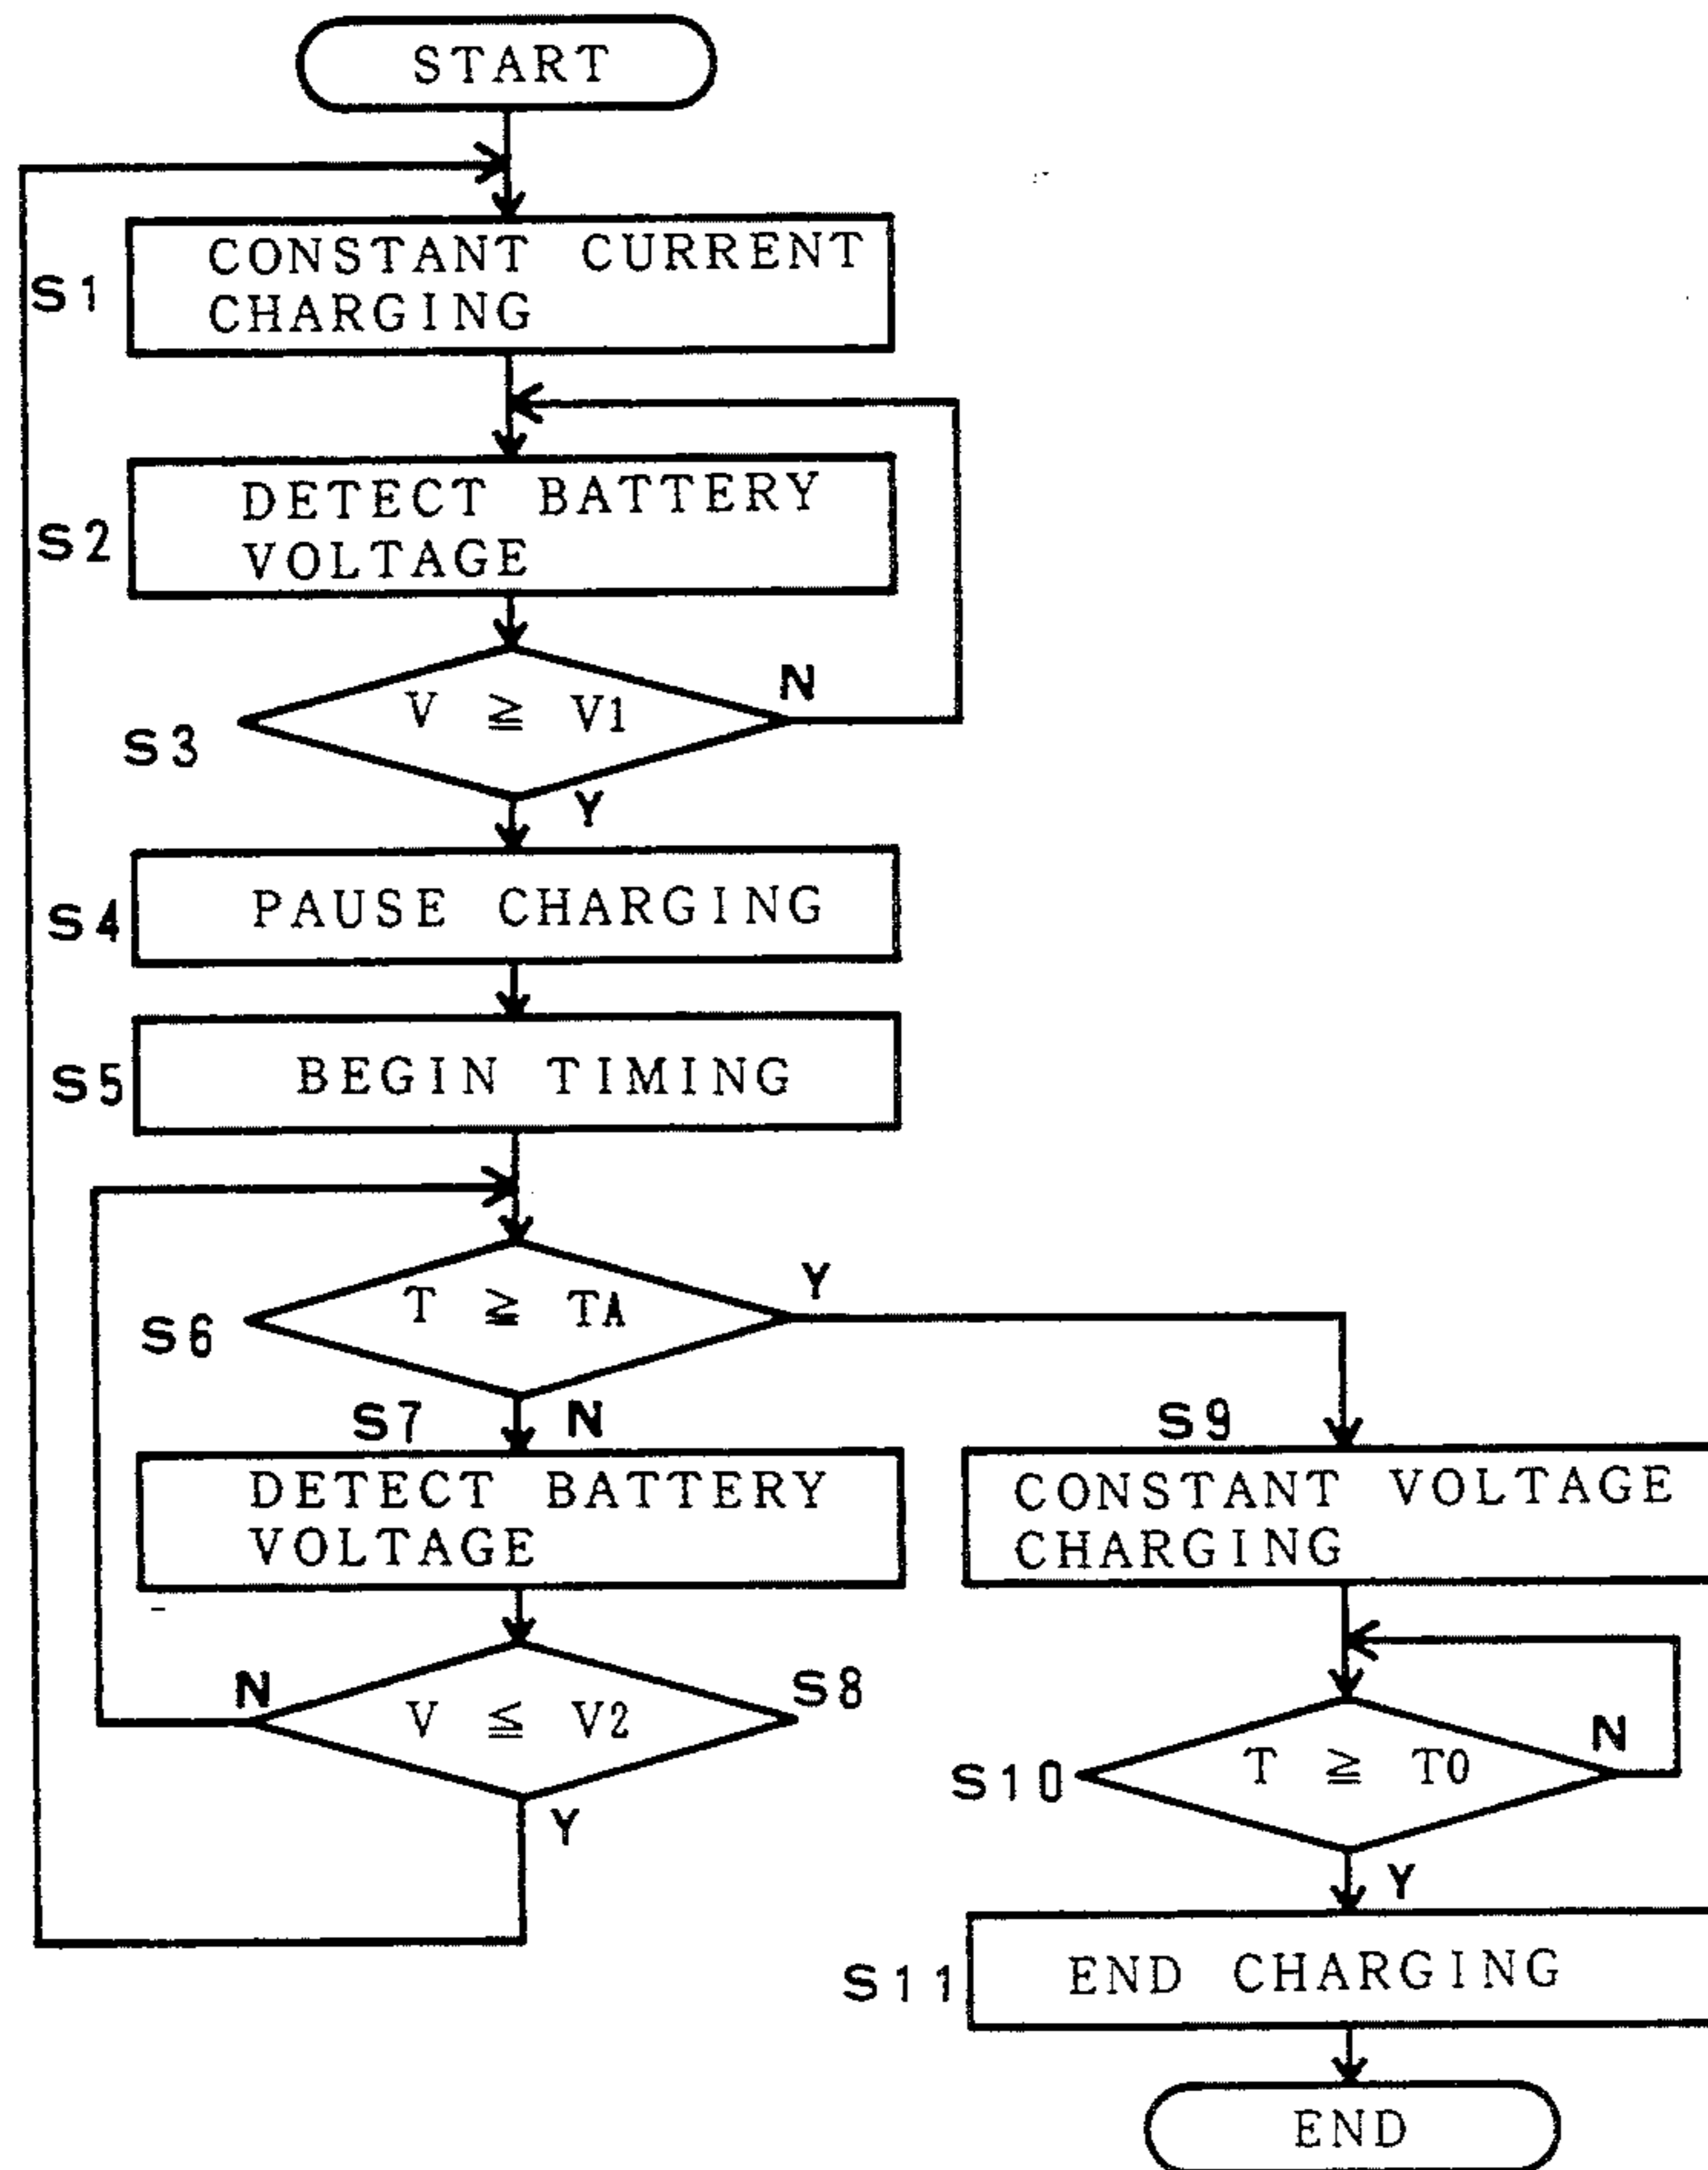 START
S1
CONSTANT CURRENT
CHARGING
S2
DETECT BATTERY
VOLTAGE
S3
V ≧ V1
N
Y
S4
PAUSE CHARGING
S5
BEGIN TIMING
S6
T ≧ TA
Y
N
S7
DETECT BATTERY
VOLTAGE
S8
V ≦ V2
N
Y
S9
CONSTANT VOLTAGE
CHARGING
S10
T ≧ T0
N
Y
S11
END CHARGING
END